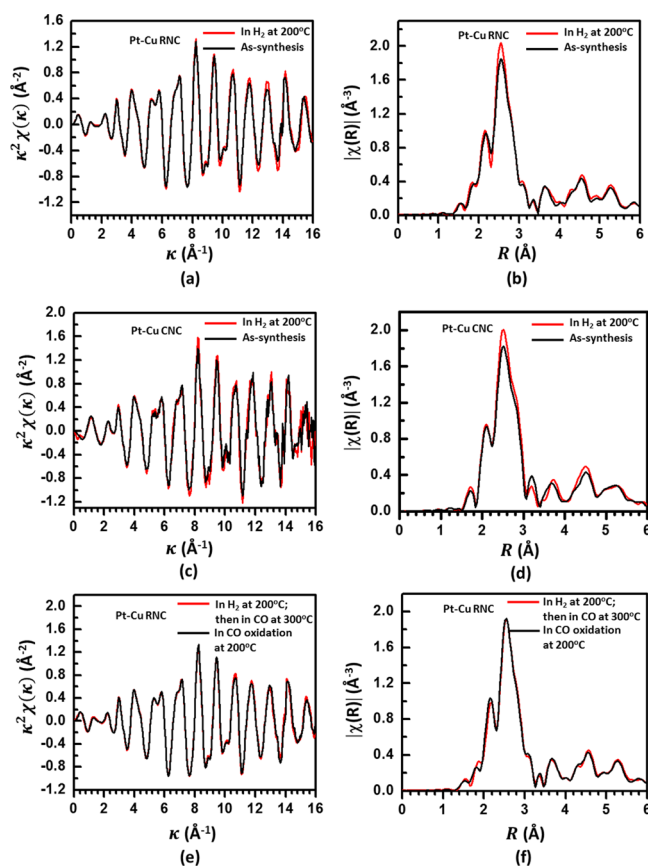 Pt-Cu RNC
In H2 at 200°C
As-synthesis
κ²χ(κ) (Å⁻²)
1.2
0.8
0.4
0.0
-0.4
-0.8
-1.2
0 2 4 6 8 10 12 14 16
κ (Å⁻¹)
(a)
Pt-Cu RNC
In H2 at 200°C
As-synthesis
|χ(R)| (Å⁻³)
2.0
1.6
1.2
0.8
0.4
0.0
0 1 2 3 4 5 6
R (Å)
(b)
Pt-Cu CNC
In H2 at 200°C
As-synthesis
κ²χ(κ) (Å⁻²)
2.0
1.6
1.2
0.8
0.4
0.0
-0.4
-0.8
-1.2
0 2 4 6 8 10 12 14 16
κ (Å⁻¹)
(c)
Pt-Cu CNC
In H2 at 200°C
As-synthesis
|χ(R)| (Å⁻³)
2.0
1.6
1.2
0.8
0.4
0.0
0 1 2 3 4 5 6
R (Å)
(d)
Pt-Cu RNC
In H2 at 200°C;
then in CO at 300°C
In CO oxidation
at 200°C
κ²χ(κ) (Å⁻²)
2.0
1.6
1.2
0.8
0.4
0.0
-0.4
-0.8
-1.2
0 2 4 6 8 10 12 14 16
κ (Å⁻¹)
(e)
Pt-Cu RNC
In H2 at 200°C;
then in CO at 300°C
In CO oxidation
at 200°C
|χ(R)| (Å⁻³)
2.0
1.6
1.2
0.8
0.4
0.0
0 1 2 3 4 5 6
R (Å)
(f)